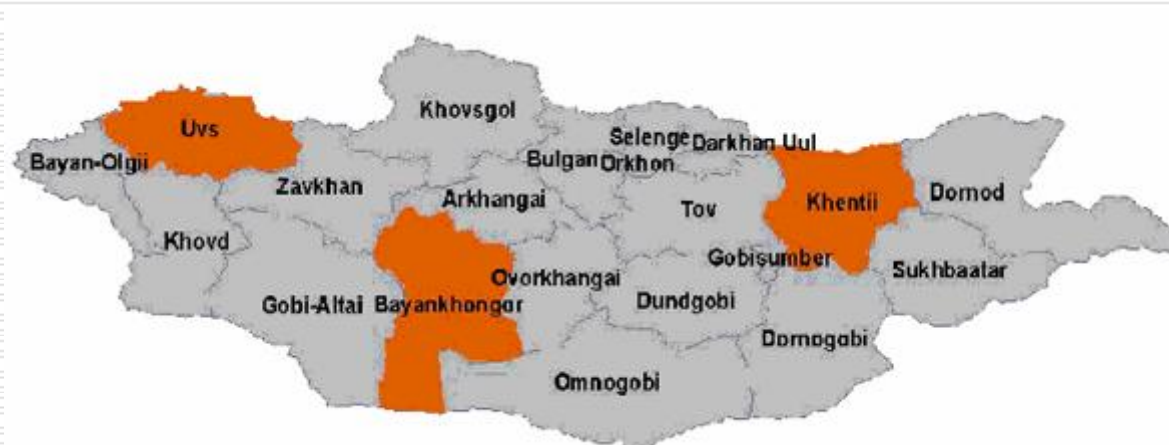 Khovsgol
Uvs
Selenge
Darkhan Uul
Bayan-Olgii
Bulgan
Orkhon
Zavkhan
Arkhangai
Khentii
Dornod
Tov
Khovd
Gobisumber
Sukhbaatar
Ovorkhangai
Gobi-Altai
Bayankhongor
Dundgobi
Dornogobi
Omnogobi